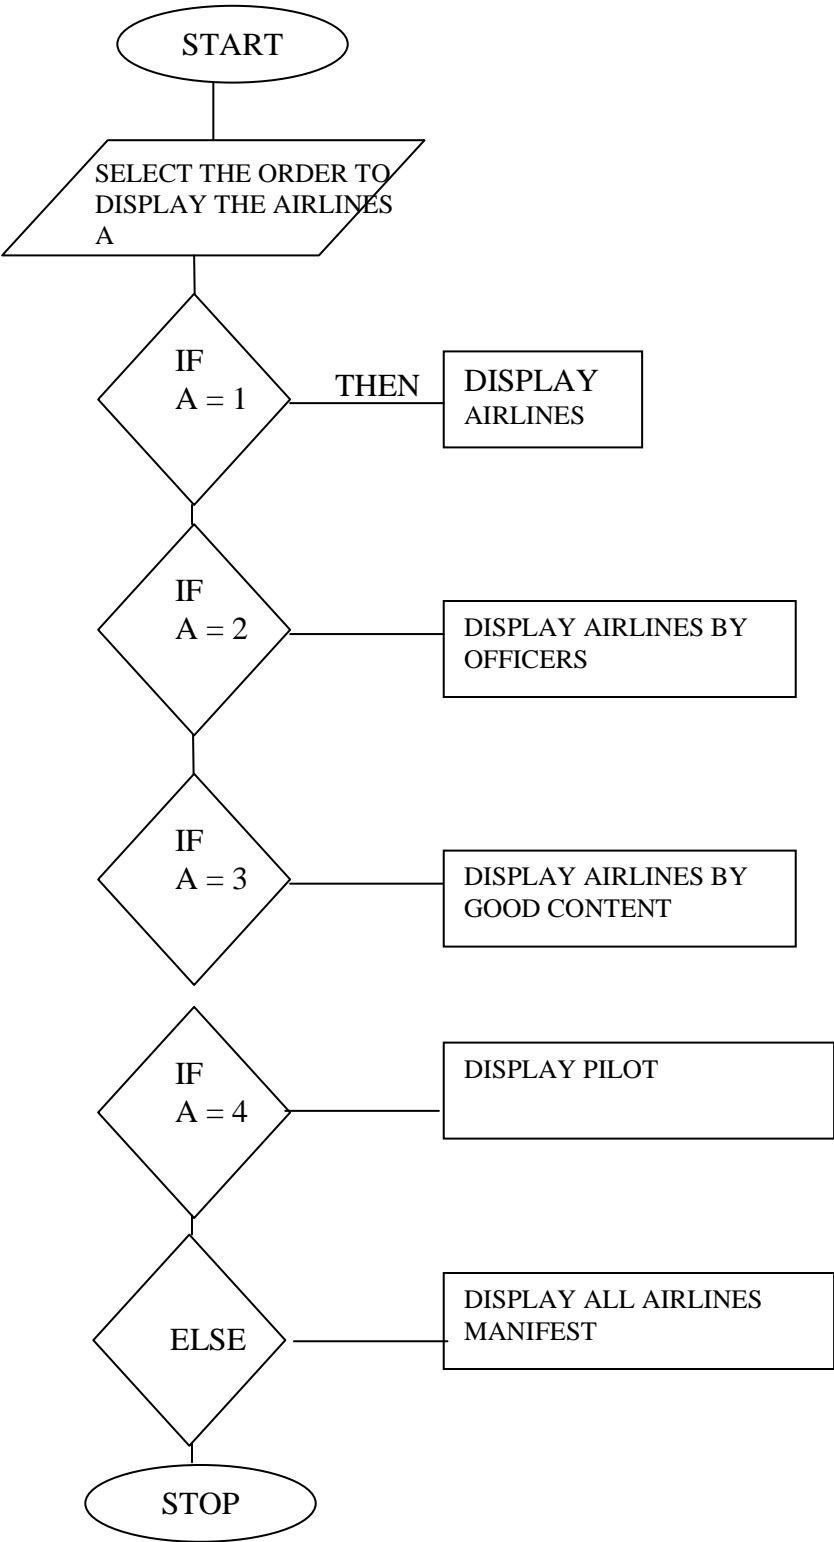 START
SELECT THE ORDER TO
DISPLAY THE AIRLINES
A
IF
A = 1
THEN
DISPLAY
AIRLINES
IF
A = 2
DISPLAY AIRLINES BY
OFFICERS
IF
A = 3
DISPLAY AIRLINES BY
GOOD CONTENT
IF
A = 4
DISPLAY PILOT
ELSE
DISPLAY ALL AIRLINES
MANIFEST
STOP